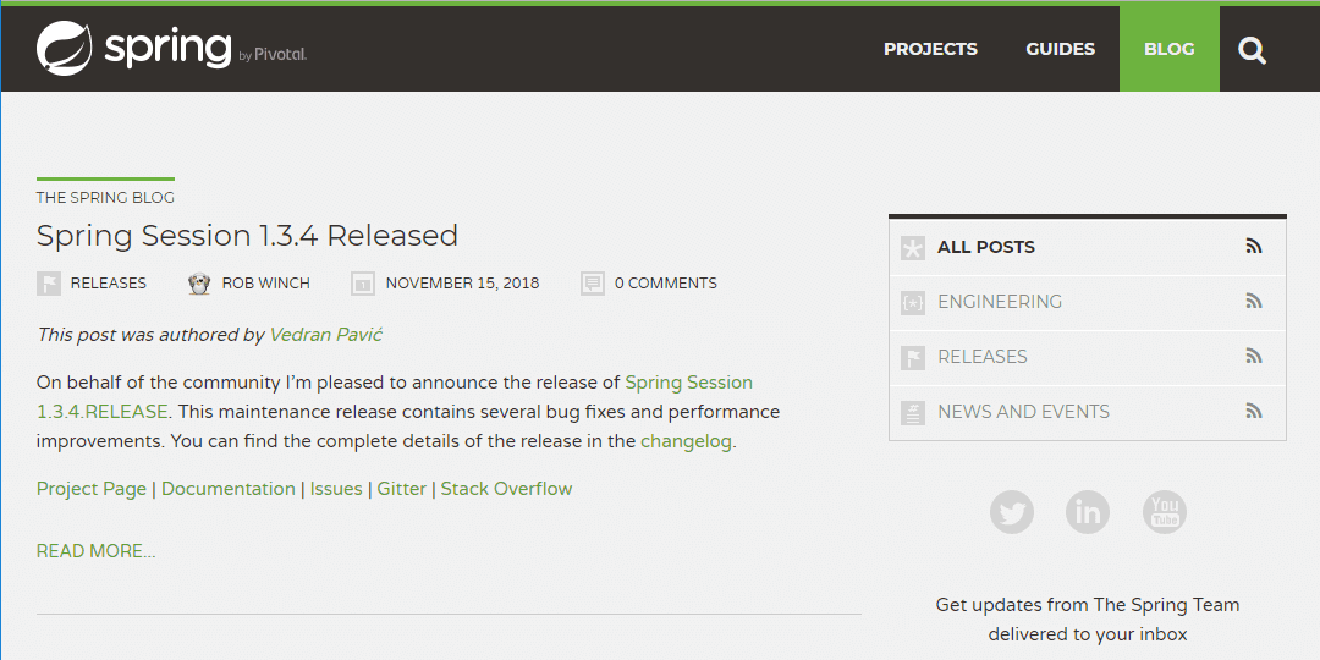 spring by Pivotal.
PROJECTS GUIDES BLOG
THE SPRING BLOG
Spring Session 1.3.4 Released
RELEASES ROB WINCH 1 NOVEMBER 15, 2018 0 COMMENTS
This post was authored by Vedran Pavić
On behalf of the community I'm pleased to announce the release of Spring Session
1.3.4.RELEASE. This maintenance release contains several bug fixes and performance
improvements. You can find the complete details of the release in the changelog.
Project Page | Documentation | Issues | Gitter | Stack Overflow
READ MORE...
ALL POSTS
{*} ENGINEERING
RELEASES
NEWS AND EVENTS
in You
Tube
Get updates from The Spring Team
delivered to your inbox